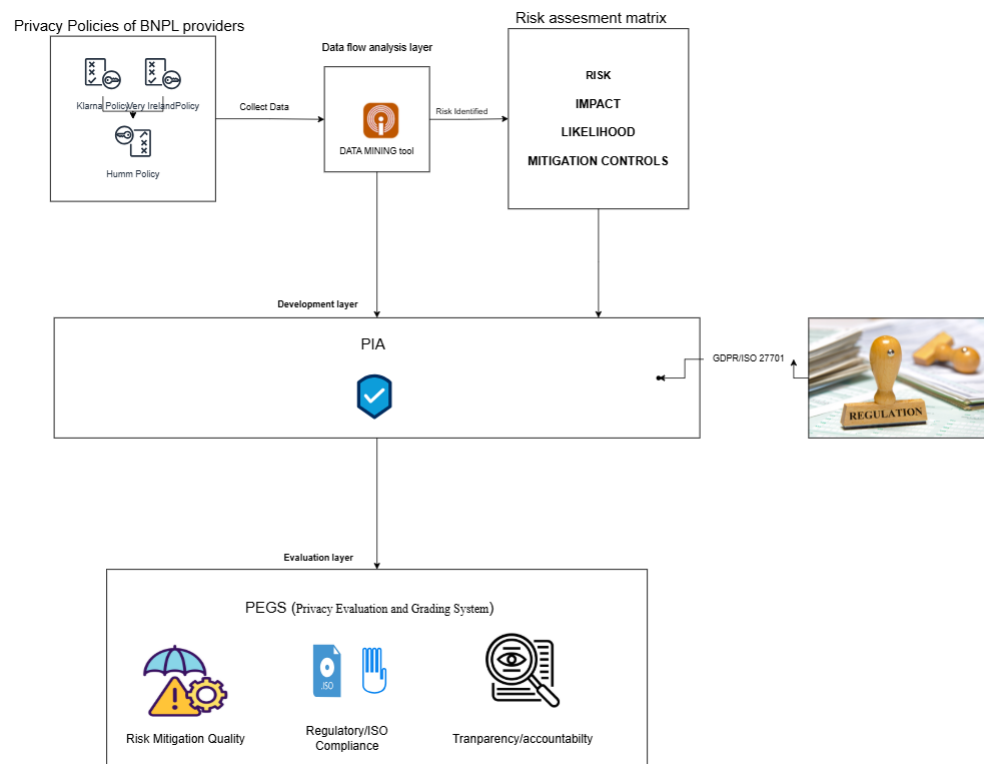 Privacy Policies of BNPL providers
Risk assesment matrix
Data flow analysis layer
Klarna Policy
Very IrelandPolicy
Humm Policy
Collect Data
DATA MINING tool
Risk Identified
RISK
IMPACT
LIKELIHOOD
MITIGATION CONTROLS
Development layer
PIA
GDPR/ISO 27701
REGULATION
Evaluation layer
PEGS (Privacy Evaluation and Grading System)
.ISO
Risk Mitigation Quality
Regulatory/ISO
Compliance
Tranparency/accountabilty